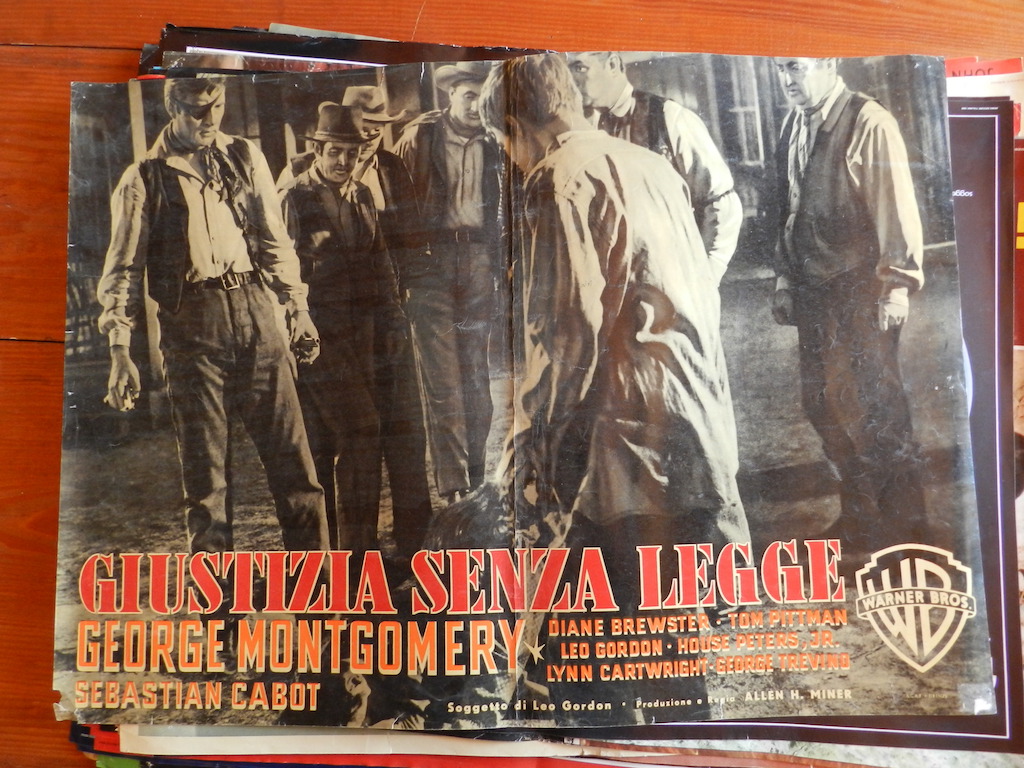 GIUSTIZIA SENZA LEGGE
GEORGE MONTGOMERY
SEBASTIAN CABOT
DIANE BREWSTER · TOM PITTMAN
LEO GORDON · HOUSE PETERS, JR.
LYNN CARTWRIGHT · GEORGE TREVINO
Soggetto di Leo Gordon · Produzione e Regia ALLEN H. MINER
WB
WARNER BROS.